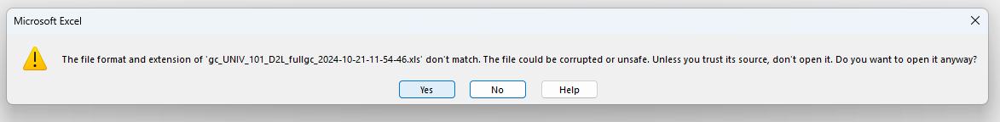 Microsoft Excel
The file format and extension of 'gc_UNIV_101_D2L_fullgc_2024-10-21-11-54-46.xls' don't match. The file could be corrupted or unsafe. Unless you trust its source, don't open it. Do you want to open it anyway?
Yes No Help